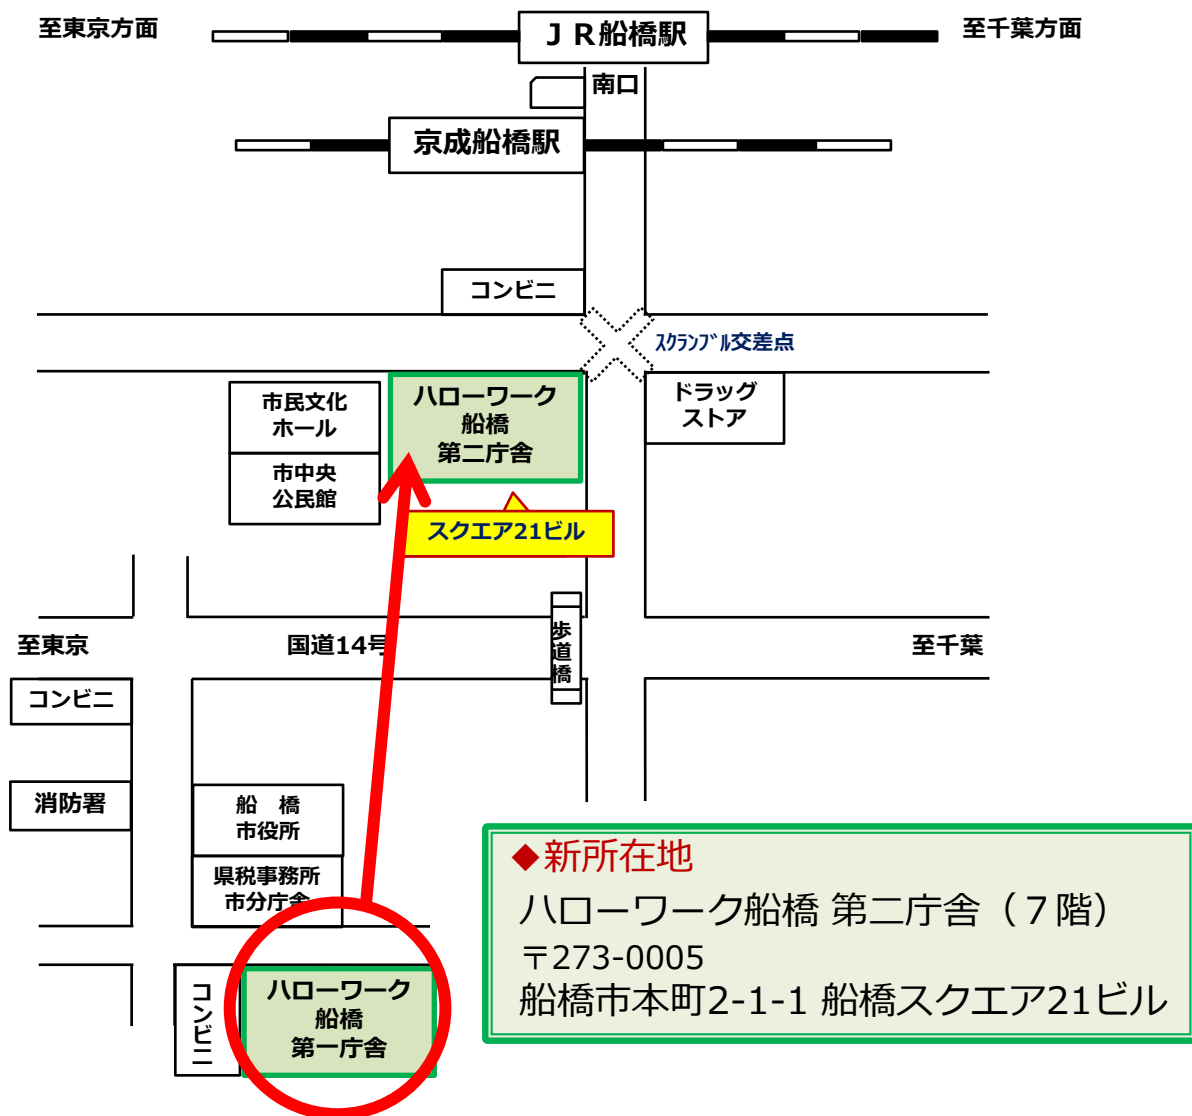 至東京方面
ＪＲ船橋駅
至千葉方面
南口
京成船橋駅
コンビニ
ｽｸﾗﾝﾌﾞﾙ交差点
市民文化
ホール
ハローワーク
船橋
第二庁舎
ドラッグ
ストア
市中央
公民館
スクエア21ビル
至東京
国道14号
歩道橋
至千葉
コンビニ
消防署
船　橋
市役所
県税事務所
市分庁舎
コンビニ
ハローワーク
船橋
第一庁舎
◆新所在地
ハローワーク船橋 第二庁舎（７階）
〒273-0005
船橋市本町2-1-1 船橋スクエア21ビル